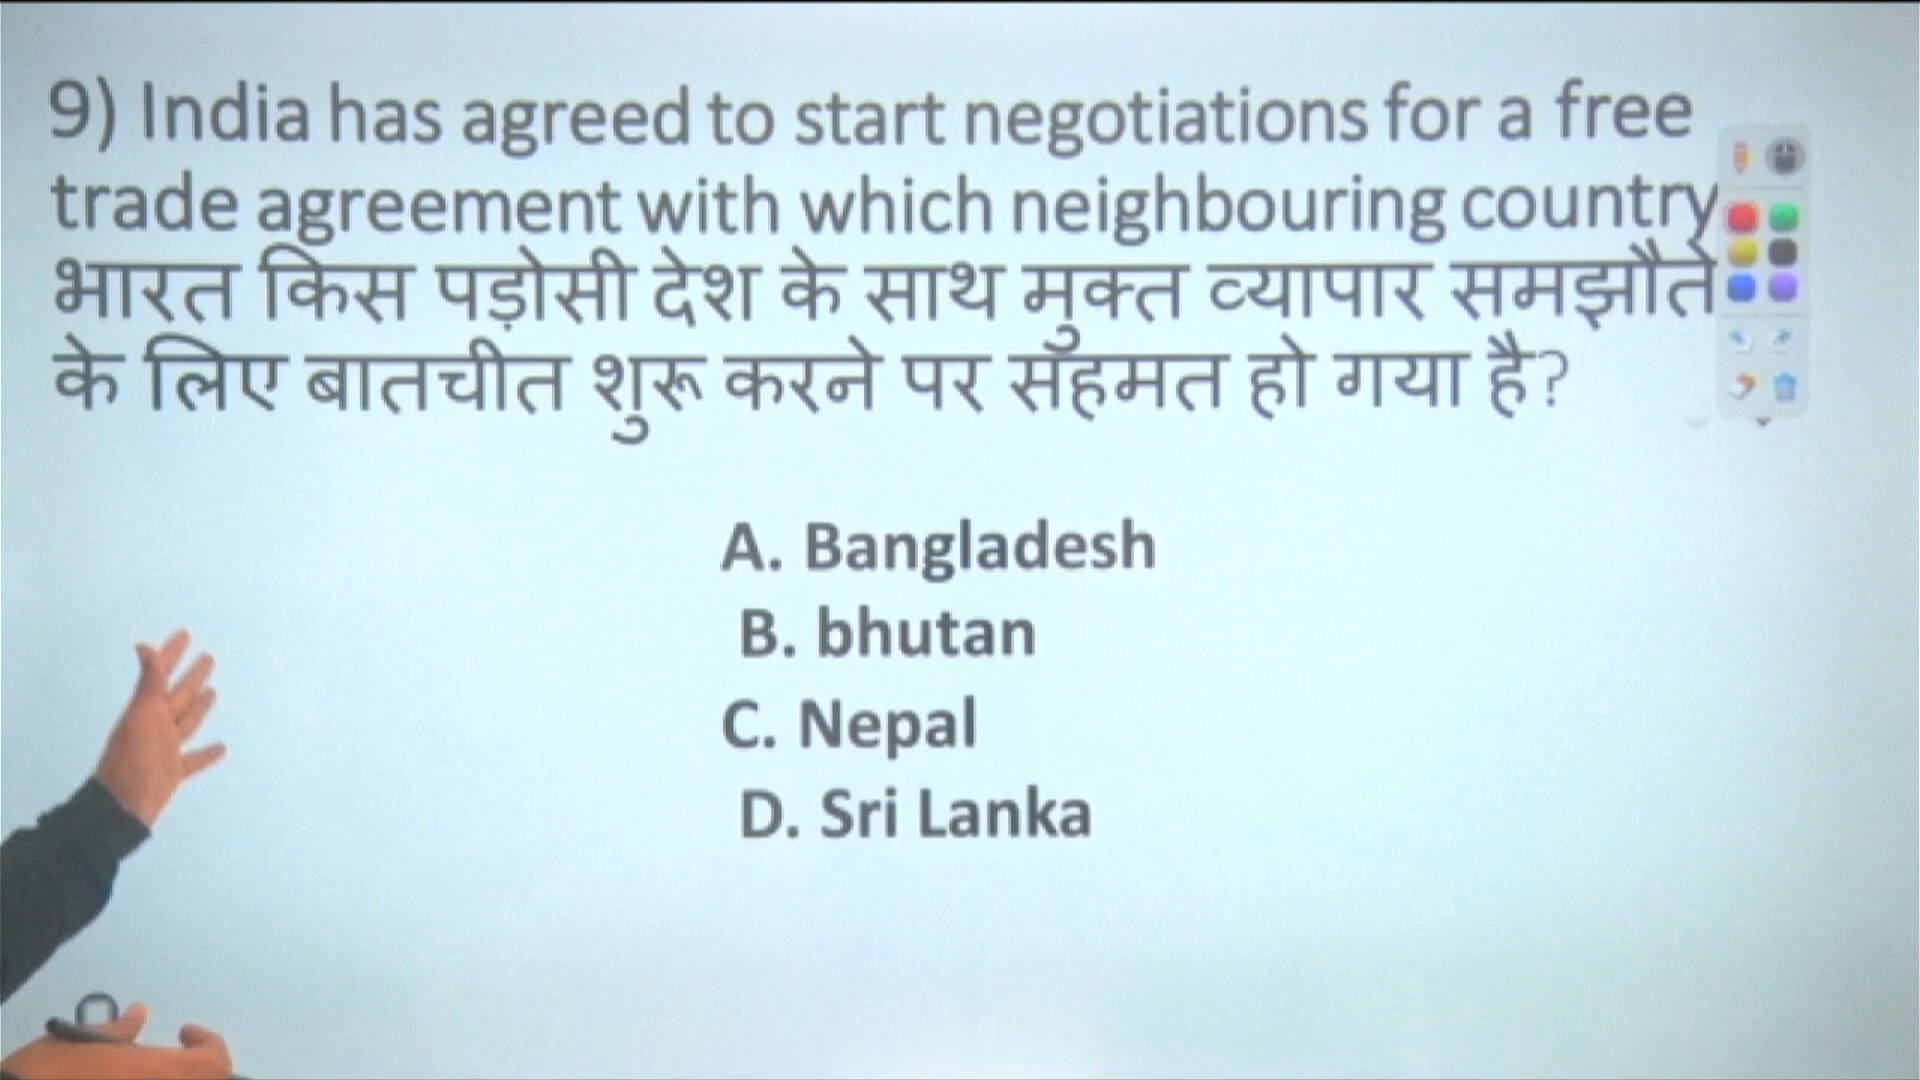 9) India has agreed to start negotiations for a free
trade agreement with which neighbouring country
भारत किस पड़ोसी देश के साथ मुक्त व्यापार समझौते
के लिए बातचीत शुरू करने पर सहमत हो गया है?
A. Bangladesh
B. bhutan
C. Nepal
D. Sri Lanka